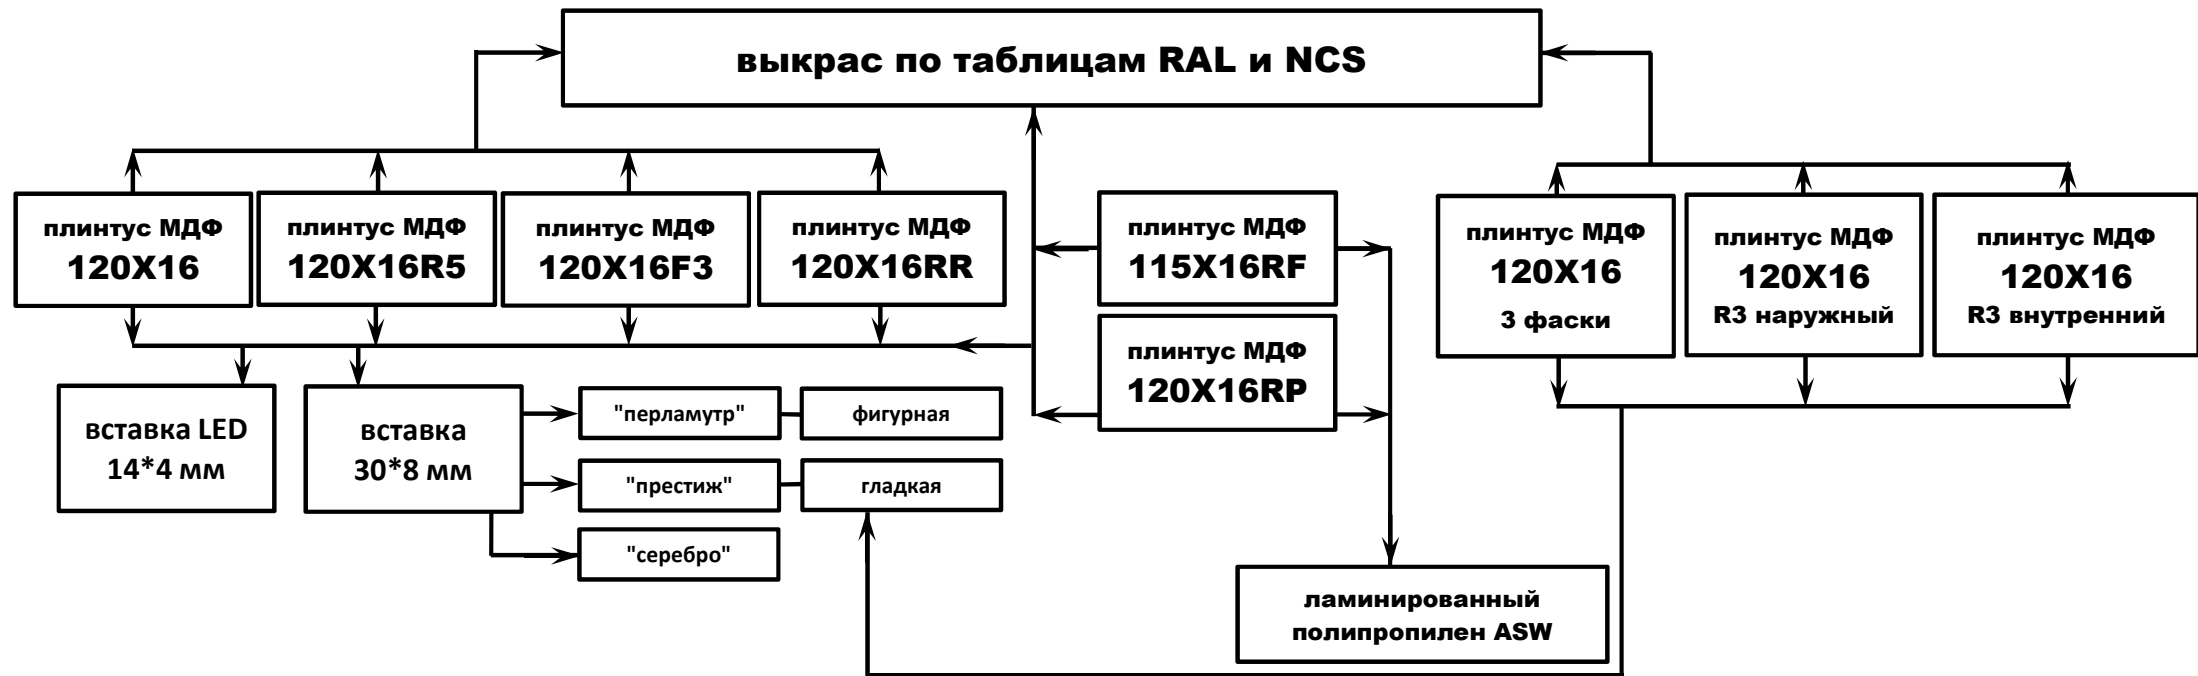 выкрас по таблицам RAL и NCS
плинтус МДФ
120X16
плинтус МДФ
120X16R5
плинтус МДФ
120X16F3
плинтус МДФ
120X16RR
плинтус МДФ
115X16RF
плинтус МДФ
120X16RP
плинтус МДФ
120X16
3 фаски
плинтус МДФ
120X16
R3 наружный
плинтус МДФ
120X16
R3 внутренний
вставка LED
14*4 мм
вставка
30*8 мм
"перламутр"
фигурная
"престиж"
гладкая
"серебро"
ламинированный
полипропилен ASW